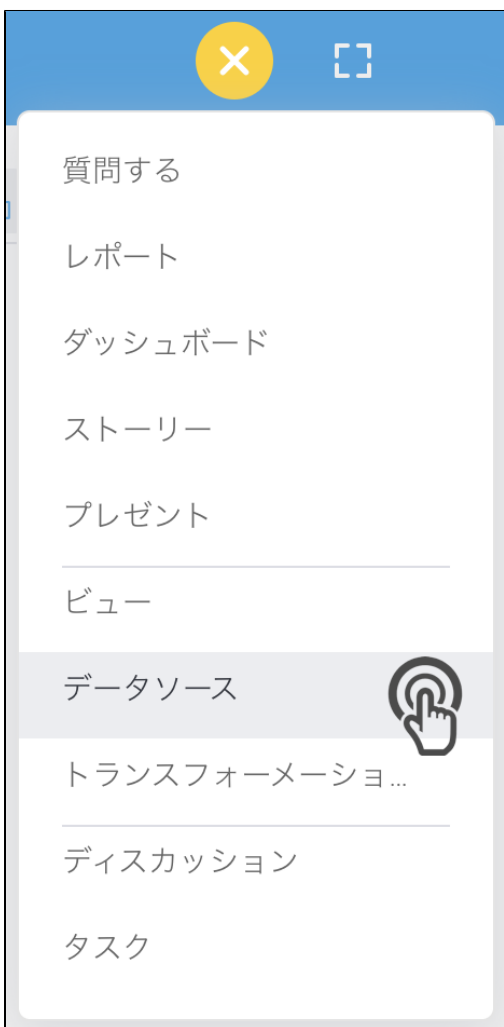 質問する
レポート
ダッシュボード
ストーリー
プレゼント
ビュー
データソース
トランスフォーメーショ...
ディスカッション
タスク